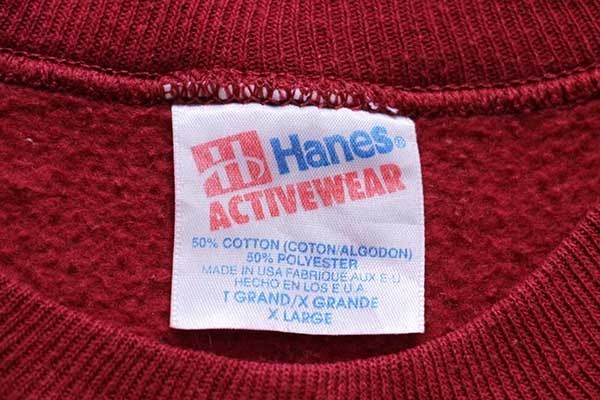 Hb Hanes®
ACTIVEWEAR
50% COTTON (COTON/ALGODON)
50% POLYESTER
MADE IN USA FABRIQUE AUX E-U
HECHO EN LOS E.U.A.
T GRAND/X GRANDE
X LARGE